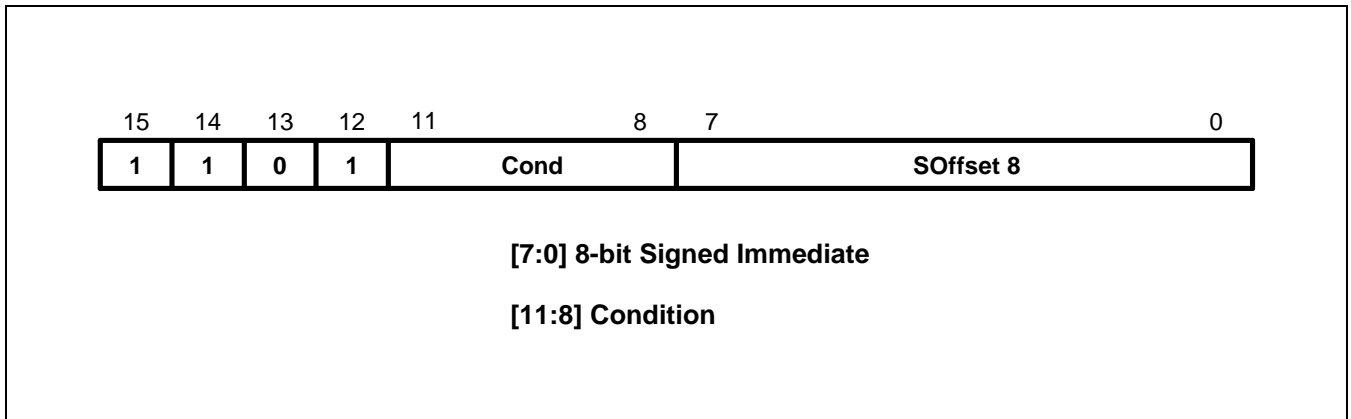 15 14 13 12 11 8 7 0
1 1 0 1 Cond SOffset 8
[7:0] 8-bit Signed Immediate
[11:8] Condition